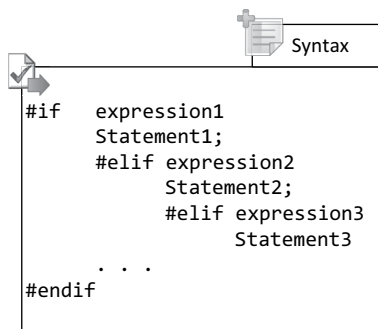 Syntax
#if expression1
Statement1;
#elif expression2
Statement2;
#elif expression3
Statement3
. . .
#endif